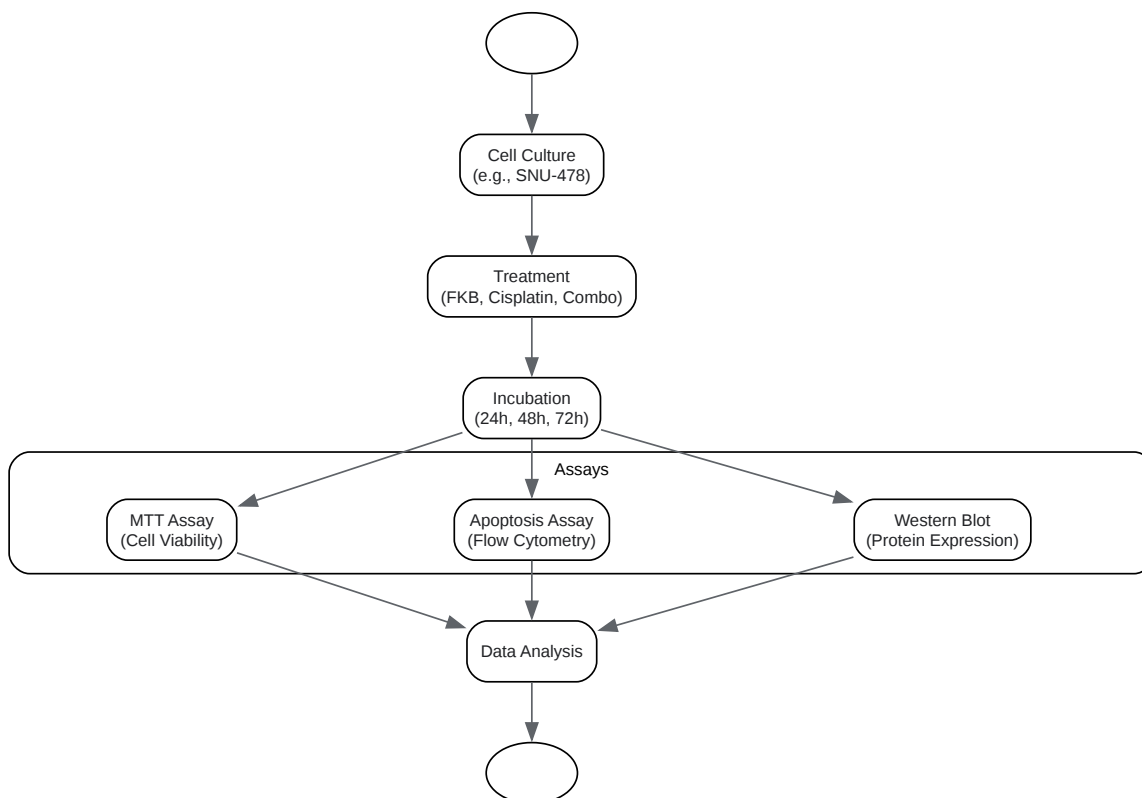 Cell Culture
(e.g., SNU-478)
Treatment
(FKB, Cisplatin, Combo)
Incubation
(24h, 48h, 72h)
Assays
MTT Assay
(Cell Viability)
Apoptosis Assay
(Flow Cytometry)
Western Blot
(Protein Expression)
Data Analysis